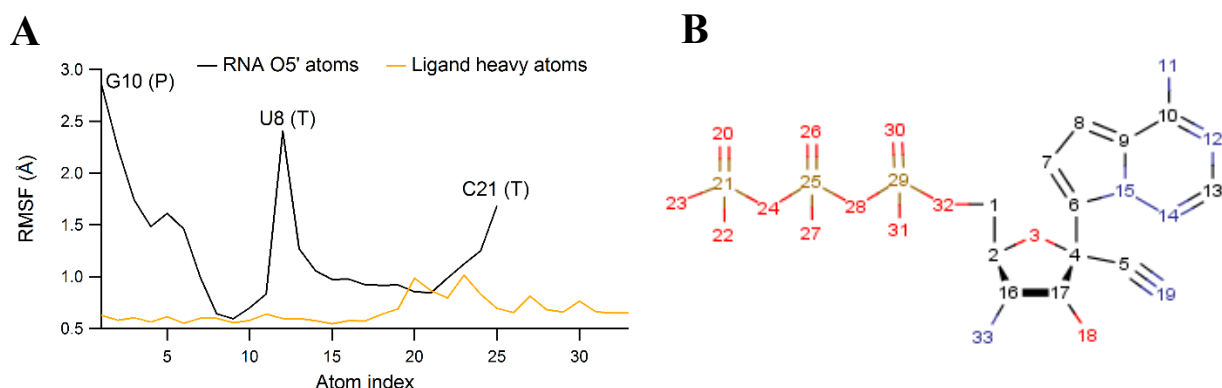 A
RNA O5' atoms
Ligand heavy atoms
RMSF (Å)
3.0
2.5
2.0
1.5
1.0
0.5
G10 (P)
U8 (T)
C21 (T)
5 10 15 20 25 30
Atom index
B
11
20 26 30 8 10 12
9
7
21 25 29 15 13
23 24 28 32 1 6 14
22 27 31 3
2 4 5
16 17 19
33 18